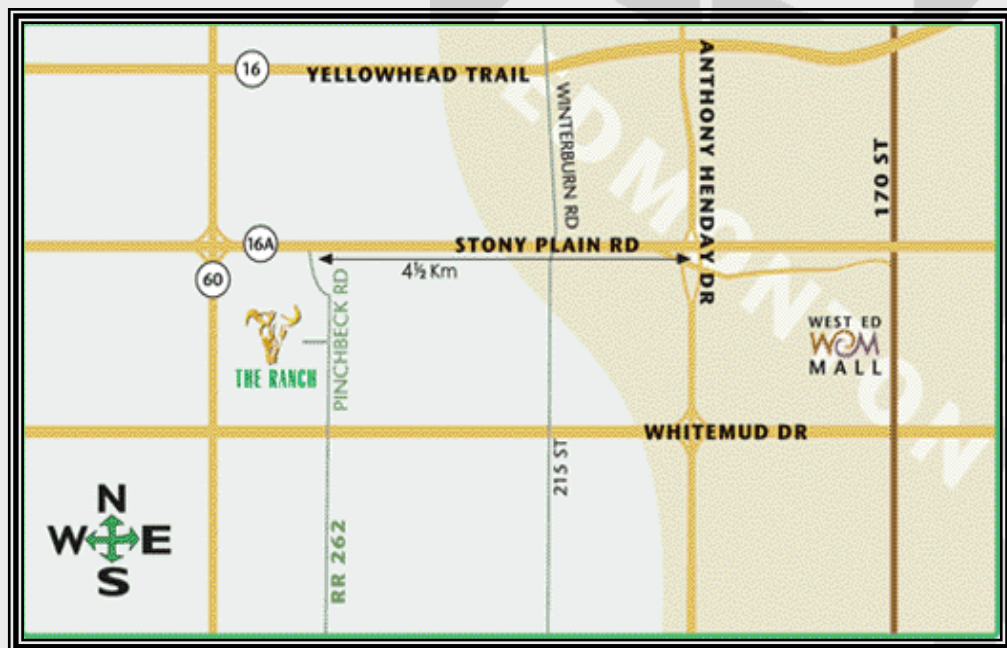 16
YELLOWHEAD TRAIL
WINTERBURN RD
ANTHONY HENDAY DR
170 ST
EDMONTON
16A
STONY PLAIN RD
4½ Km
60
PINCHBECK RD
THE RANCH
WEST ED
WEM
MALL
WHITEMUD DR
215 ST
RR 262
N
W E
S